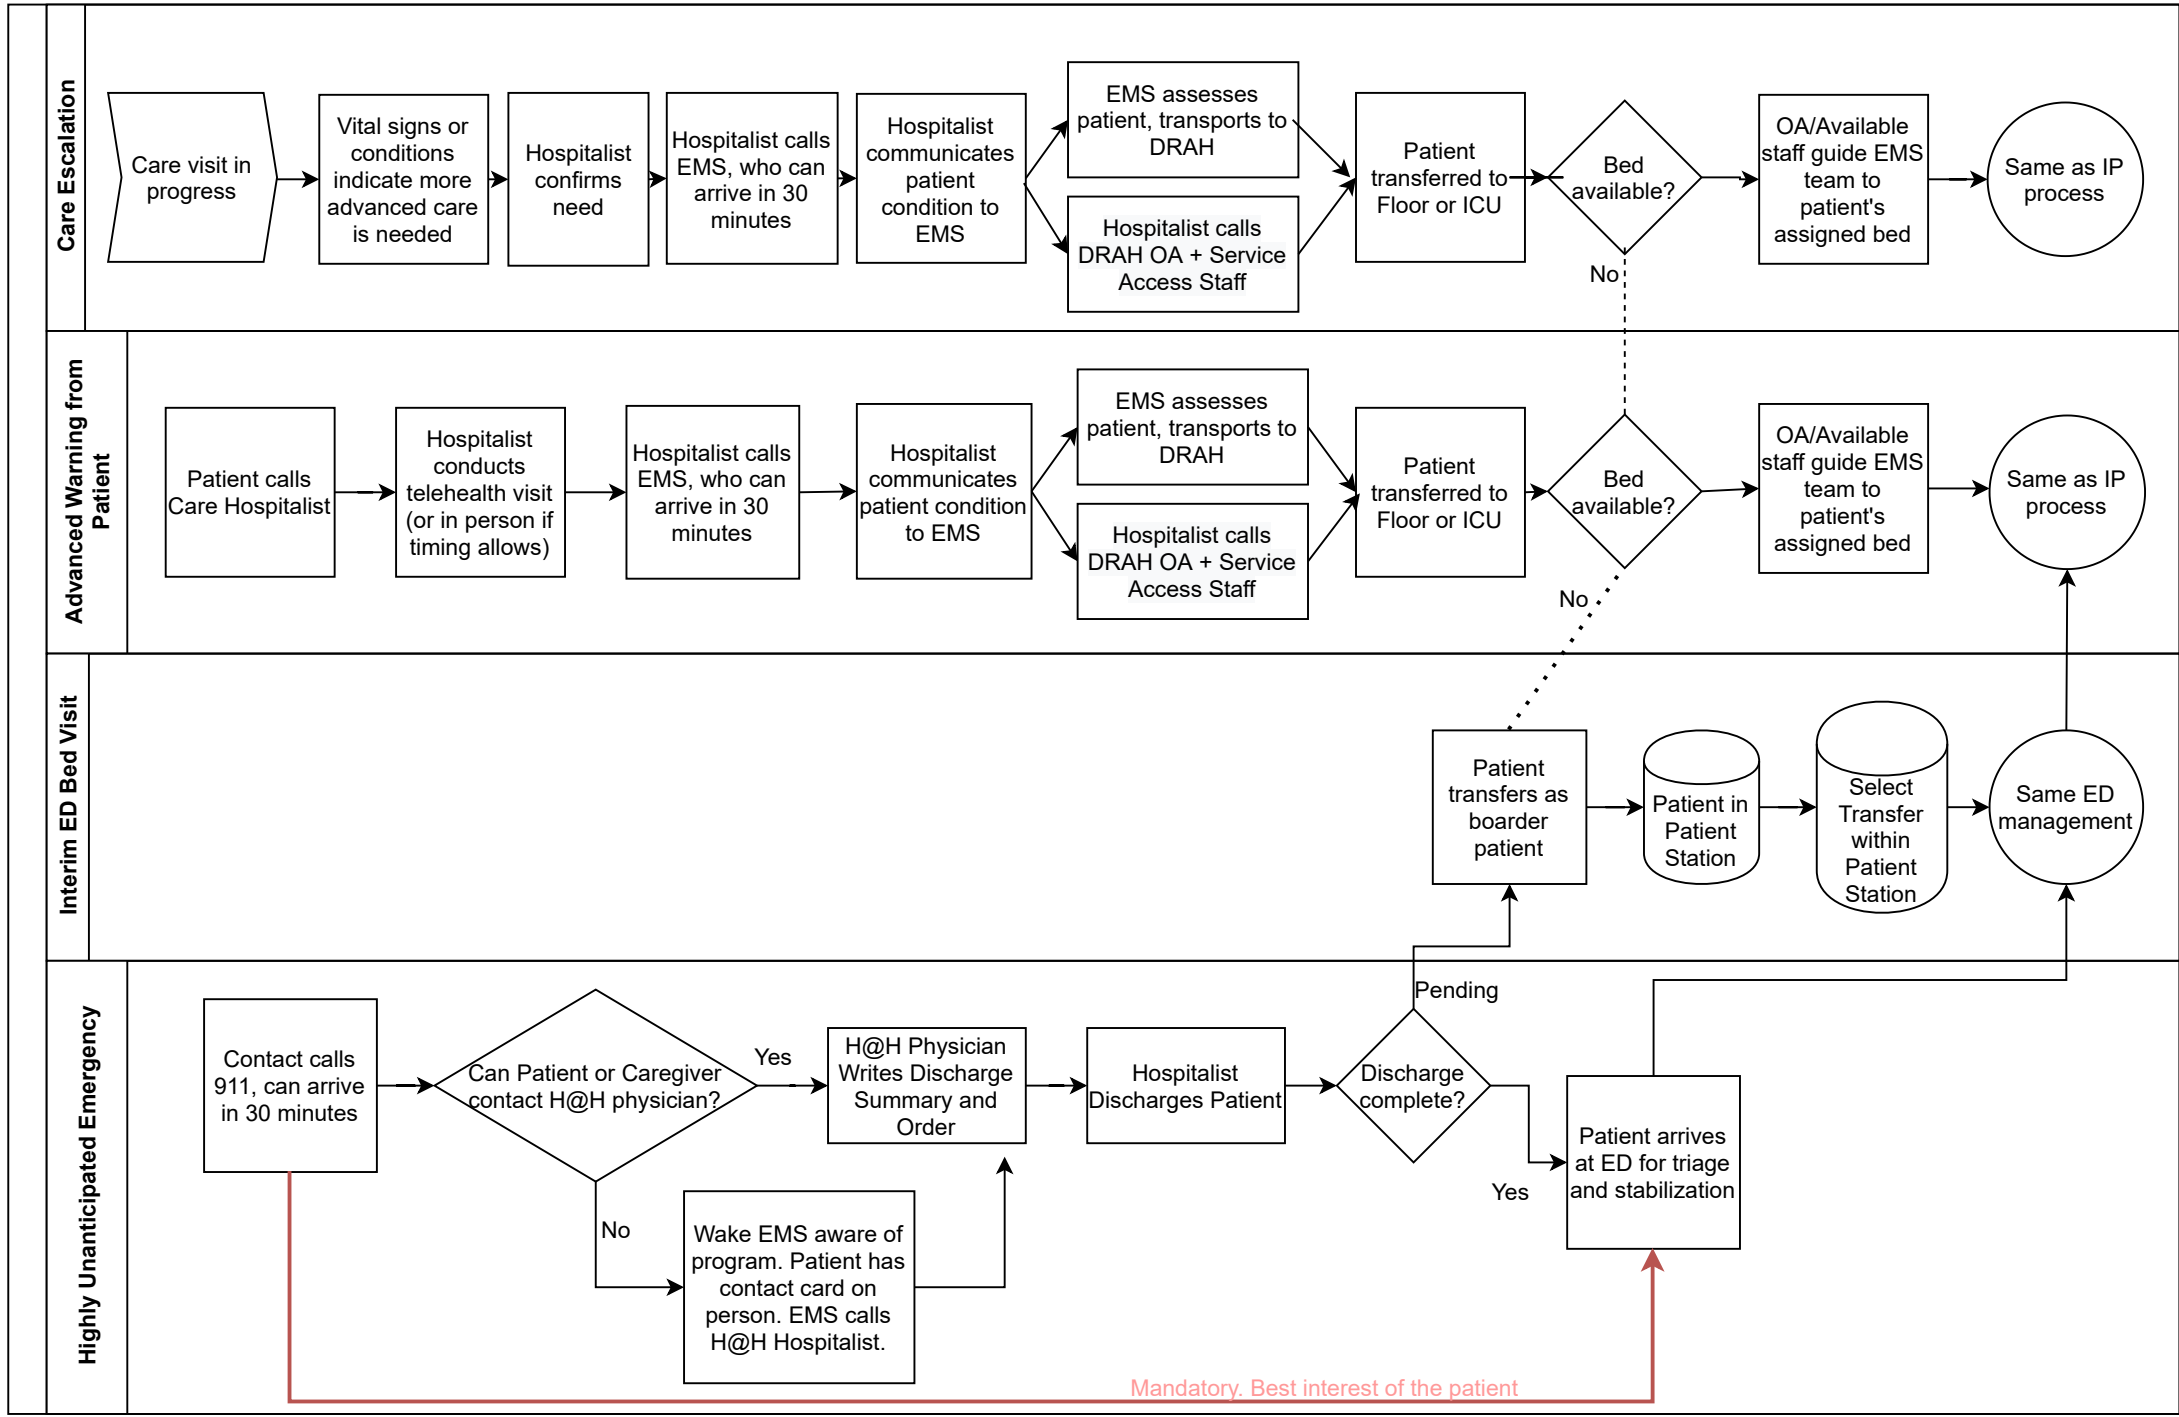 Care Escalation
Care visit in
progress
Vital signs or
conditions
indicate more
advanced care
is needed
Hospitalist
confirms
need
Hospitalist calls
EMS, who can
arrive in 30
minutes
Hospitalist
communicates
patient
condition to
EMS
EMS assesses
patient, transports to
DRAH
Hospitalist calls
DRAH OA + Service
Access Staff
Patient
transferred to
Floor or ICU
Bed
available?
No
OA/Available
staff guide EMS
team to
patient's
assigned bed
Same as IP
process
Advanced Warning from
Patient
Patient calls
Care Hospitalist
Hospitalist
conducts
telehealth visit
(or in person if
timing allows)
Hospitalist calls
EMS, who can
arrive in 30
minutes
Hospitalist
communicates
patient condition
to EMS
EMS assesses
patient, transports to
DRAH
Hospitalist calls
DRAH OA + Service
Access Staff
Patient
transferred to
Floor or ICU
Bed
available?
No
OA/Available
staff guide EMS
team to
patient's
assigned bed
Same as IP
process
Interim ED Bed Visit
Patient
transfers as
boarder
patient
Patient in
Patient
Station
Select
Transfer
within
Patient
Station
Same ED
management
Highly Unanticipated Emergency
Contact calls
911, can arrive
in 30 minutes
Can Patient or Caregiver
contact H@H physician?
Yes
No
Wake EMS aware of
program. Patient has
contact card on
person. EMS calls
H@H Hospitalist.
H@H Physician
Writes Discharge
Summary and
Order
Hospitalist
Discharges Patient
Discharge
complete?
Pending
Yes
Patient arrives
at ED for triage
and stabilization
Mandatory. Best interest of the patient